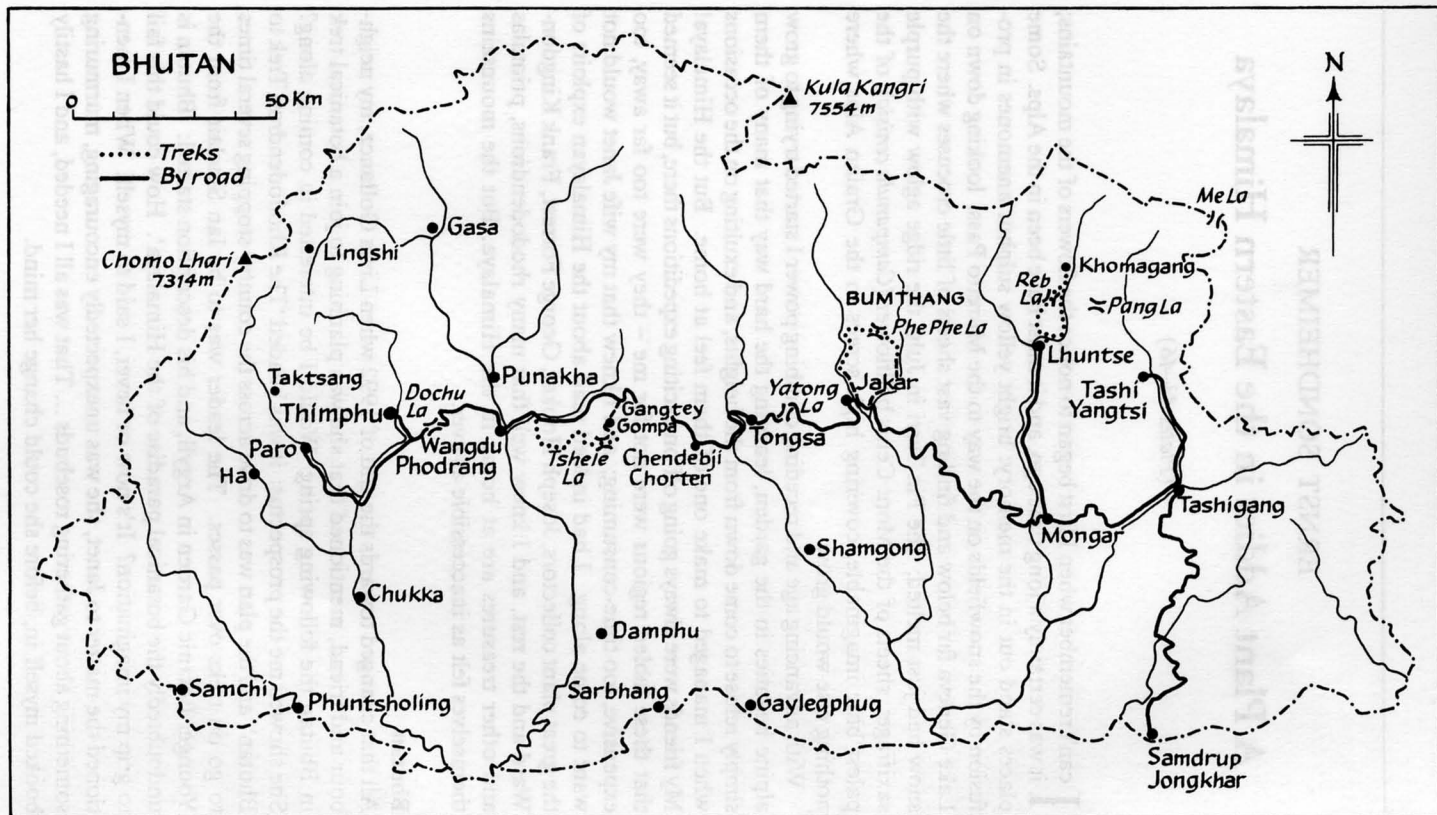 BHUTAN
0 50 Km
Treks
By road
N
Kula Kangri
7554 m
Chomo Lhari
7314 m
Lingshi
Gasa
Me La
Khomagang
Reb
La
Pang La
BUMTHANG
Phe Phe La
Lhuntse
Tashi
Yangtsi
Taktsang
Thimphu
Dochu
La
Punakha
Paro
Ha
Wangdu
Phodrang
Gangtey
Gompa
Tshele
La
Chendebji
Chorten
Tongsa
Yatong
La
Jakar
Tashigang
Mongar
Shamgong
Chukka
Damphu
Samchi
Phuntsholing
Sarbhang
Gaylegphug
Samdrup
Jongkhar